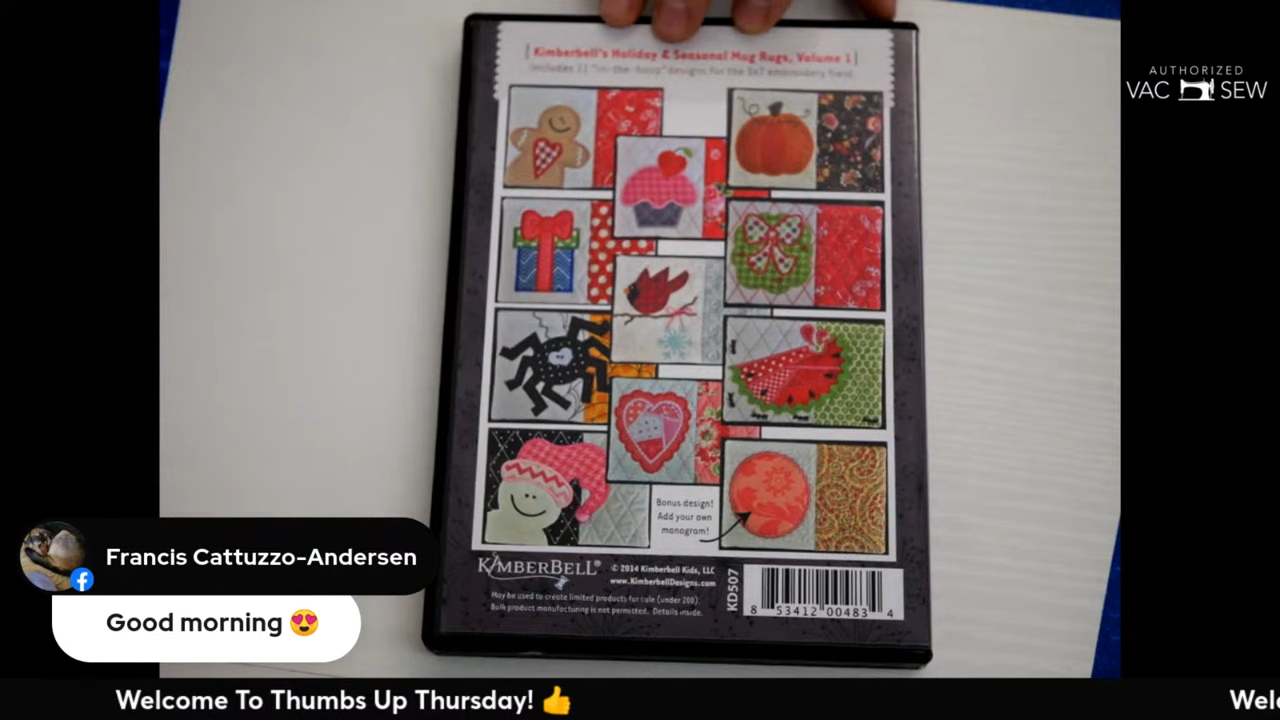 Kimberbell's Holiday & Seasonal Mug Rugs, Volume 1
Includes 11 "in-the-hoop" designs for the 5x7 embroidery field.
AUTHORIZED
VAC SEW
Bonus design!
Add your own
monogram!
KIMBERBELL®
© 2014 Kimberbell Kids, LLC
www.KimberbellDesigns.com
May be used to create limited products for sale (under 200).
Bulk product manufacturing is not permitted. Details inside.
KD507
8 53412 00483 4
Francis Cattuzzo-Andersen
Good morning 😍
Welcome To Thumbs Up Thursday! 👍
Wel